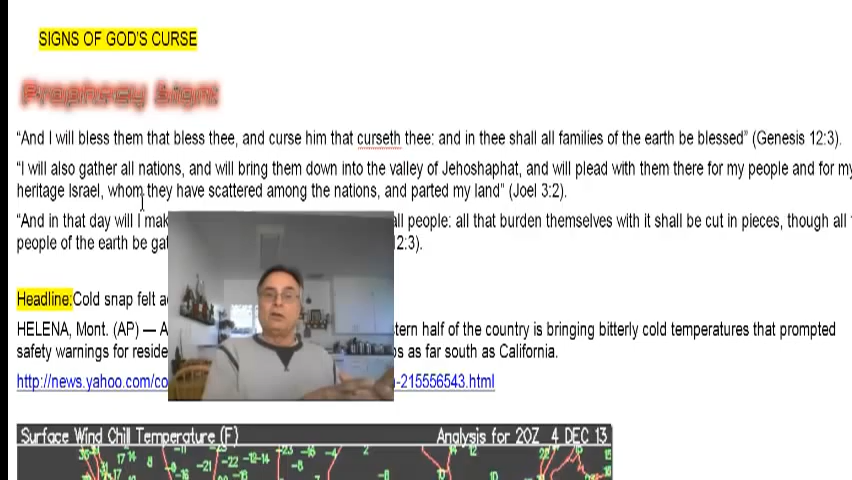 SIGNS OF GOD'S CURSE
Prophecy Sign:
"And I will bless them that bless thee, and curse him that curseth thee: and in thee shall all families of the earth be blessed" (Genesis 12:3).
"I will also gather all nations, and will bring them down into the valley of Jehoshaphat, and will plead with them there for my people and for my
heritage Israel, whom they have scattered among the nations, and parted my land" (Joel 3:2).
"And in that day will I mak all people: all that burden themselves with it shall be cut in pieces, though all
people of the earth be gat 12:3).
Headline: Cold snap felt a
HELENA, Mont. (AP) — A tern half of the country is bringing bitterly cold temperatures that prompted
safety warnings for reside s as far south as California.
http://news.yahoo.com/co -215556543.html
Surface Wind Chill Temperature (F) Analysis for 20Z 4 DEC 13